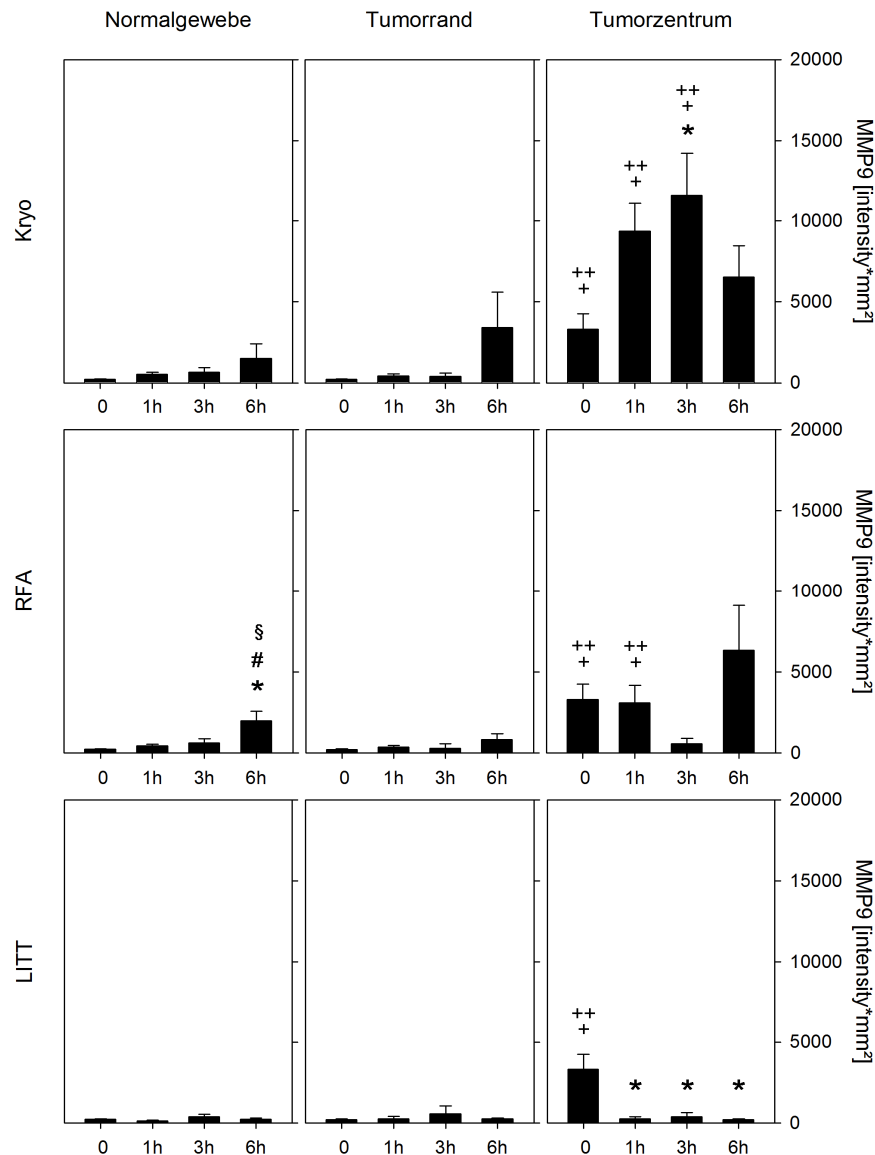 Normalgewebe Tumorrand Tumorzentrum
20000
++
+
*
15000
++
+
10000
++
+
5000
0
Kryo
MMP9 [intensity*mm²]
0 1h 3h 6h 0 1h 3h 6h 0 1h 3h 6h
20000
15000
10000
§
#
*
++
+
++
+
5000
0
RFA
MMP9 [intensity*mm²]
0 1h 3h 6h 0 1h 3h 6h 0 1h 3h 6h
20000
15000
10000
++
+
5000
* * *
0
LITT
MMP9 [intensity*mm²]
0 1h 3h 6h 0 1h 3h 6h 0 1h 3h 6h